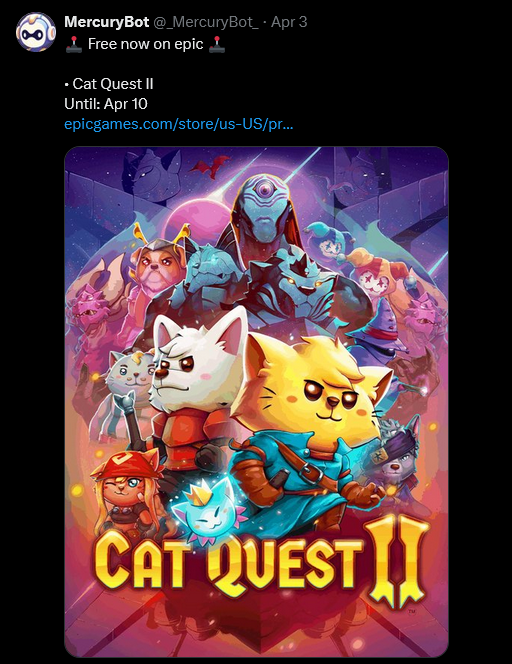 MercuryBot @_MercuryBot_ · Apr 3
🕹️ Free now on epic 🕹️
• Cat Quest II
Until: Apr 10
epicgames.com/store/us-US/pr...
CAT QUEST II
TM